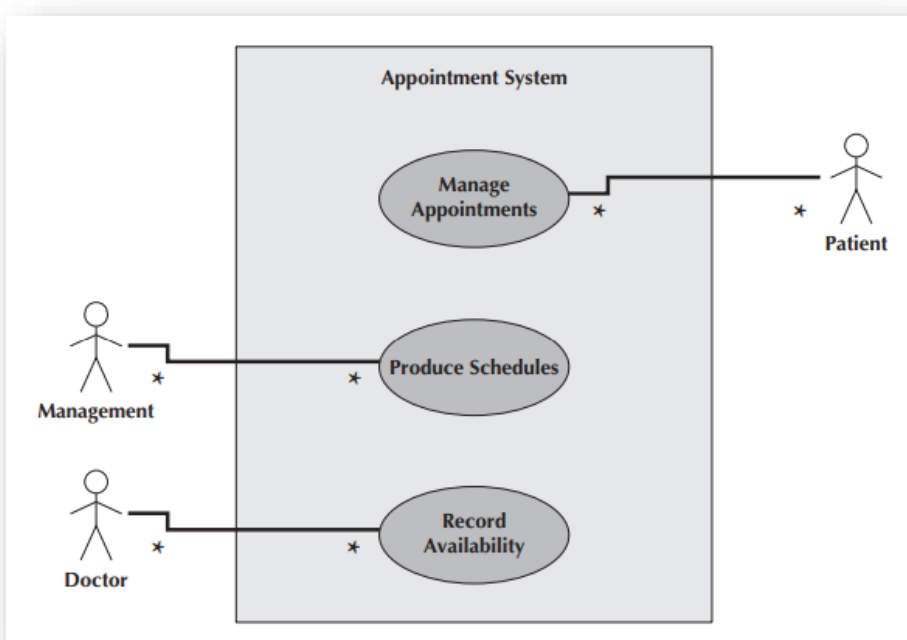 Appointment System
Manage
Appointments
*
*
Patient
Produce Schedules
*
*
Management
Record
Availability
*
*
Doctor